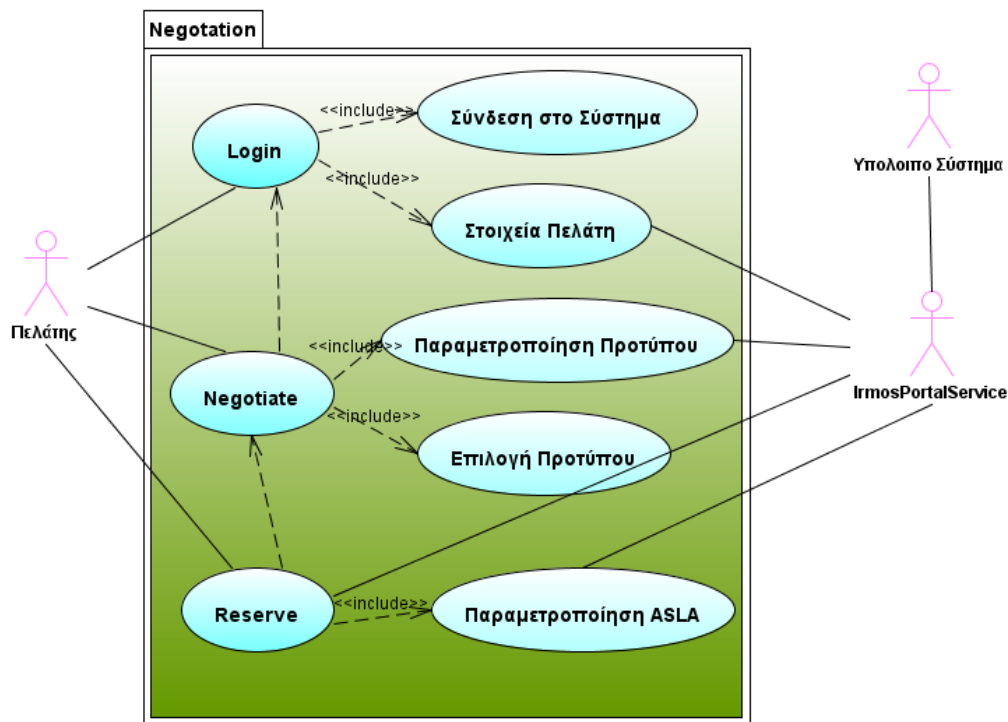 Negotation
<<include>>
Σύνδεση στο Σύστημα
Login
<<include>>
Υπολοιπο Σύστημα
Στοιχεία Πελάτη
Πελάτης
<<include>>
Παραμετροποίηση Προτύπου
Negotiate
IrmosPortalService
<<include>>
Επιλογή Προτύπου
<<include>>
Reserve
Παραμετροποίηση ASLA